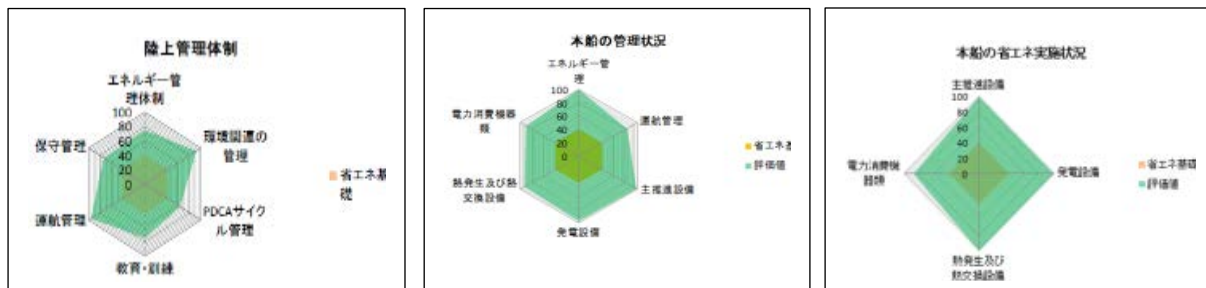 陸上管理体制
エネルギー管
理体制
100
80
60
40
20
0
環境関連の
管理
PDCAサイク
ル管理
教育・訓練
運航管理
保守管理
省エネ基
礎
本船の管理状況
エネルギー管
理
100
80
60
40
20
0
運航管理
主推進設備
発電設備
熱発生及び熱
交換設備
電力消費機器
類
省エネ基
評価値
本船の省エネ実施状況
主推進設備
100
80
60
40
20
0
発電設備
熱発生及び
熱交換設備
電力消費機
器類
省エネ基礎
評価値